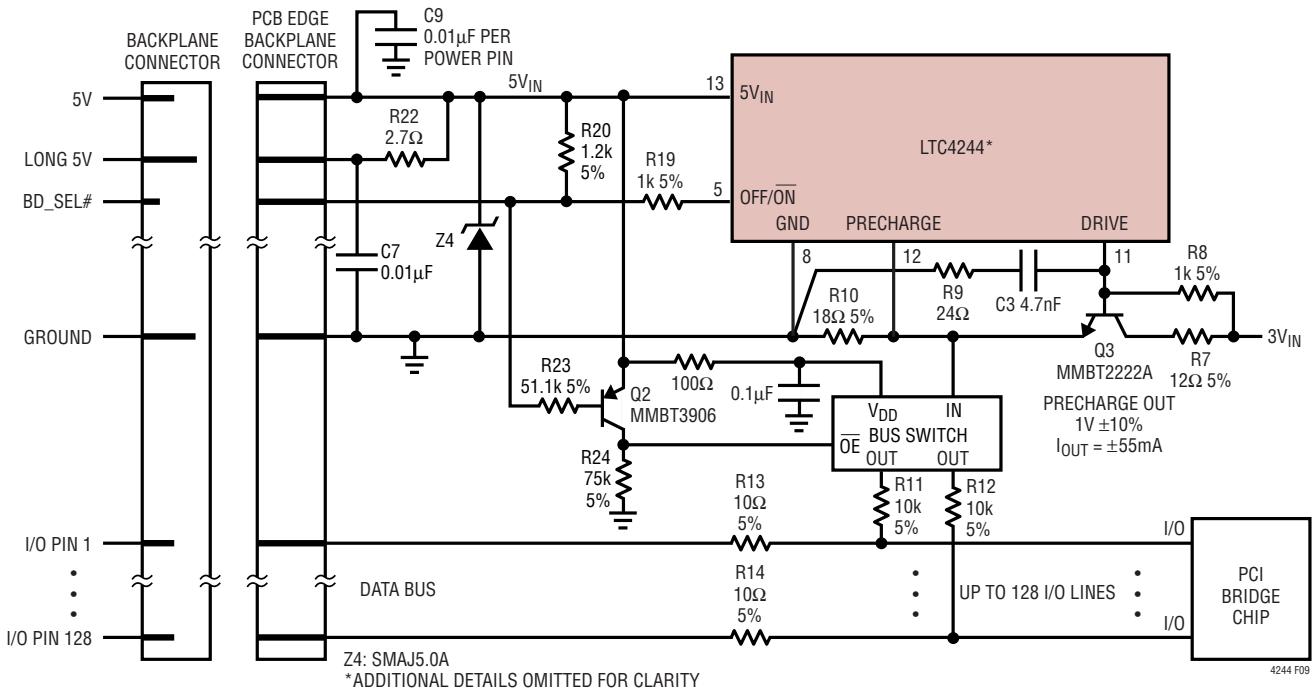 BACKPLANE
CONNECTOR
PCB EDGE
BACKPLANE
CONNECTOR
C9
0.01µF PER
POWER PIN
5V
LONG 5V
BD_SEL#
GROUND
I/O PIN 1
I/O PIN 128
R22
2.7Ω
C7
0.01µF
Z4
5VIN
R20
1.2k
5%
R19
1k 5%
13
5VIN
LTC4244*
5
OFF/ON
GND
PRECHARGE
DRIVE
8
12
11
R9
24Ω
C3 4.7nF
R8
1k 5%
R10
18Ω 5%
Q3
MMBT2222A
R7
12Ω 5%
3VIN
PRECHARGE OUT
1V ±10%
IOUT = ±55mA
R23
51.1k 5%
Q2
MMBT3906
100Ω
0.1µF
VDD
IN
BUS SWITCH
OE
OUT
OUT
R24
75k
5%
R13
10Ω
5%
R11
10k
5%
R12
10k
5%
I/O
R14
10Ω
5%
DATA BUS
UP TO 128 I/O LINES
I/O
PCI
BRIDGE
CHIP
Z4: SMAJ5.0A
*ADDITIONAL DETAILS OMITTED FOR CLARITY
4244 F09